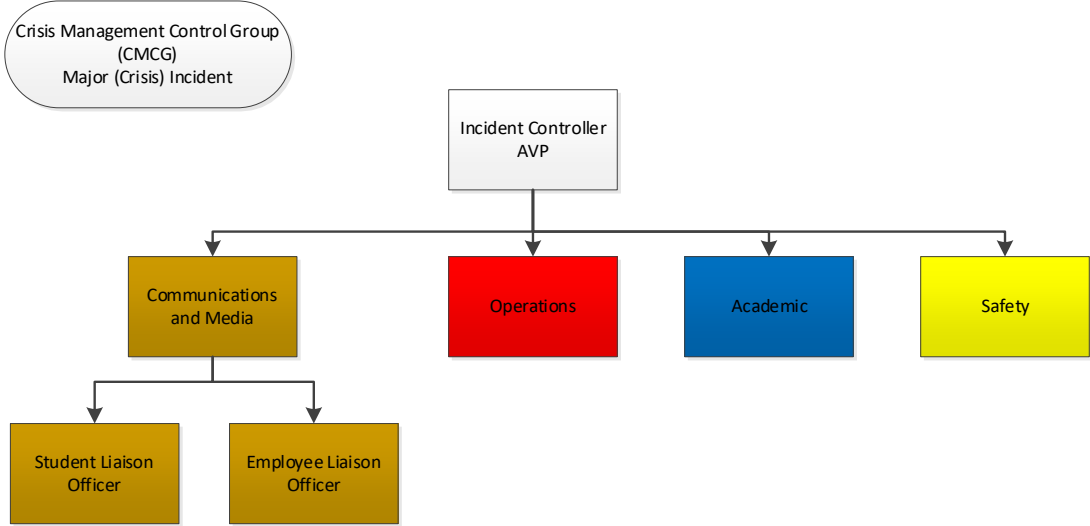 Crisis Management Control Group
(CMCG)
Major (Crisis) Incident
Incident Controller
AVP
Communications
and Media
Operations
Academic
Safety
Student Liaison
Officer
Employee Liaison
Officer